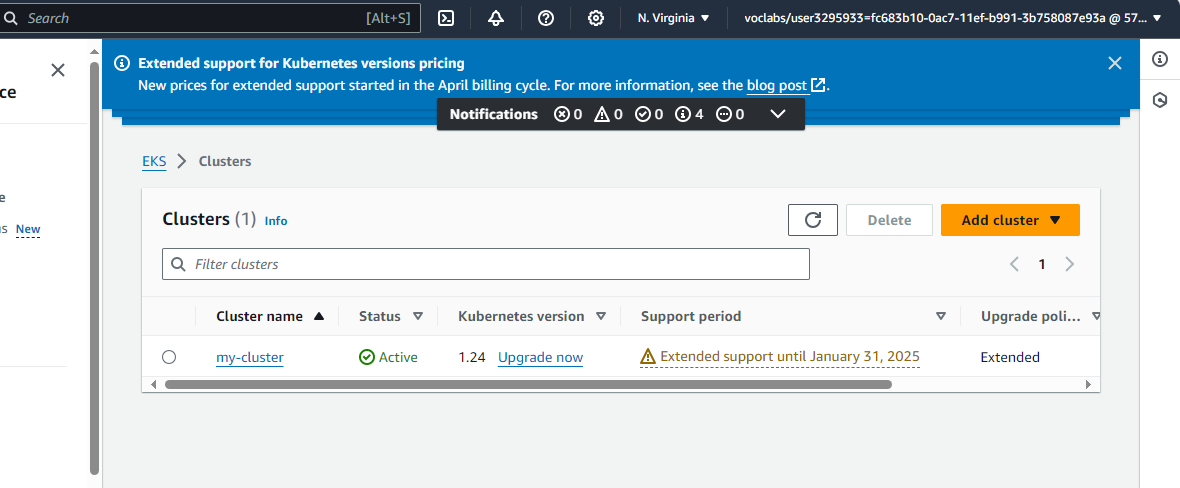 Search [Alt+S] N. Virginia voclabs/user3295933=fc683b10-0ac7-11ef-b991-3b758087e93a @ 57...
Extended support for Kubernetes versions pricing
New prices for extended support started in the April billing cycle. For more information, see the blog post.
ce
Notifications 0 0 0 4 0
EKS Clusters
Clusters (1) Info Delete Add cluster
e
s New
Filter clusters 1
Cluster name Status Kubernetes version Support period Upgrade poli...
my-cluster Active 1.24 Upgrade now Extended support until January 31, 2025 Extended